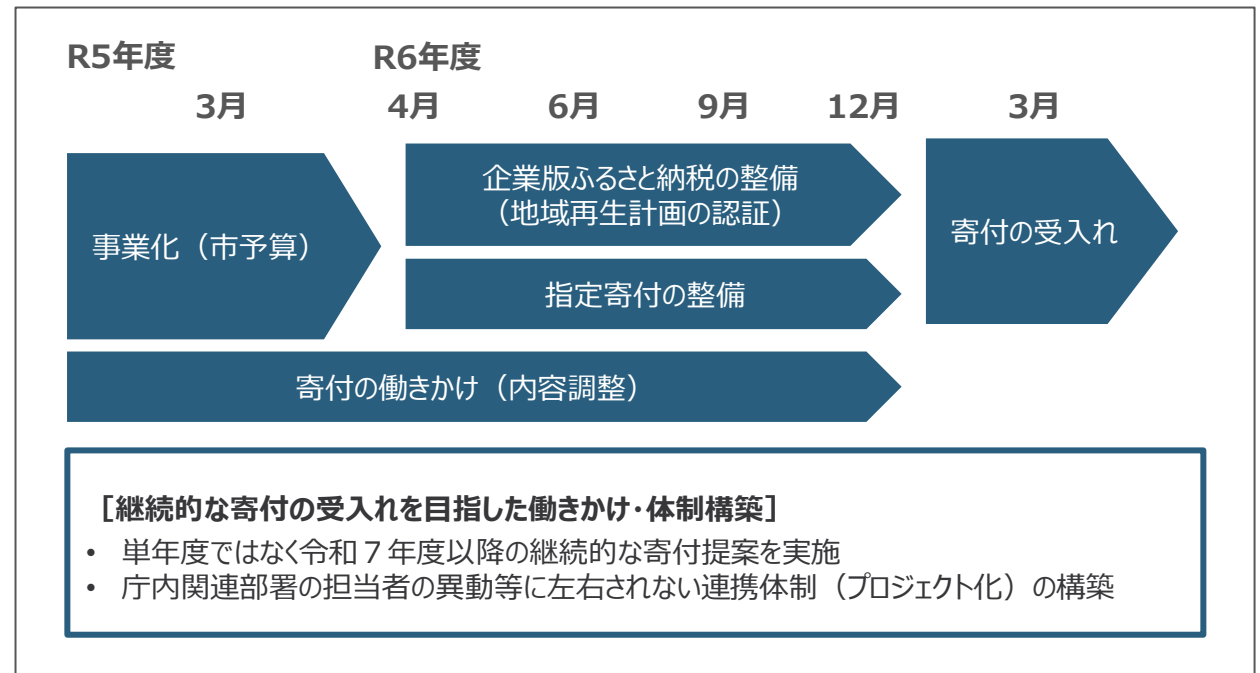 R5年度 R6年度
3月 4月 6月 9月 12月 3月
事業化（市予算）
企業版ふるさと納税の整備
（地域再生計画の認証）
指定寄付の整備
寄付の受入れ
寄付の働きかけ（内容調整）
［継続的な寄付の受入れを目指した働きかけ・体制構築］
• 単年度ではなく令和７年度以降の継続的な寄付提案を実施
• 庁内関連部署の担当者の異動等に左右されない連携体制（プロジェクト化）の構築